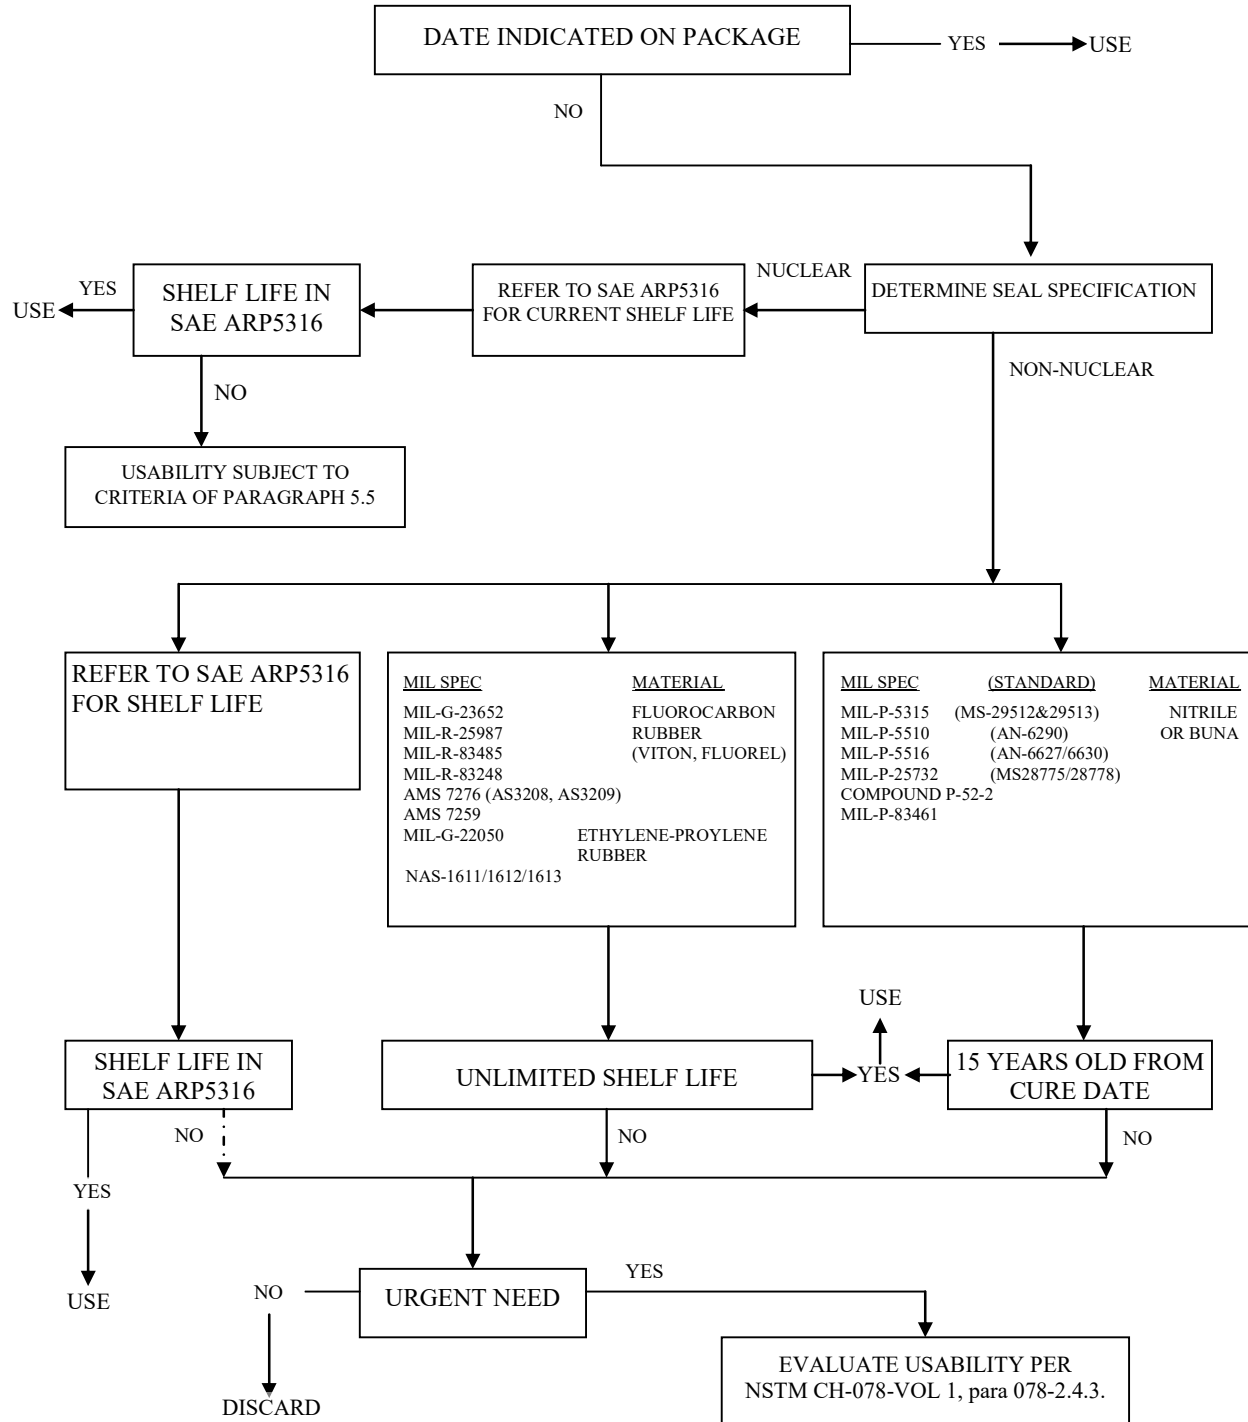 DATE INDICATED ON PACKAGE
YES
USE
NO
NUCLEAR
YES
USE
SHELF LIFE IN
SAE ARP5316
REFER TO SAE ARP5316
FOR CURRENT SHELF LIFE
DETERMINE SEAL SPECIFICATION
NO
NON-NUCLEAR
USABILITY SUBJECT TO
CRITERIA OF PARAGRAPH 5.5
REFER TO SAE ARP5316
FOR SHELF LIFE
MIL SPEC MATERIAL
MIL-G-23652 FLUOROCARBON
MIL-R-25987 RUBBER
MIL-R-83485 (VITON, FLUOREL)
MIL-R-83248
AMS 7276 (AS3208, AS3209)
AMS 7259
MIL-G-22050 ETHYLENE-PROYLENE
RUBBER
NAS-1611/1612/1613
MIL SPEC (STANDARD) MATERIAL
MIL-P-5315 (MS-29512&29513) NITRILE
MIL-P-5510 (AN-6290) OR BUNA
MIL-P-5516 (AN-6627/6630)
MIL-P-25732 (MS28775/28778)
COMPOUND P-52-2
MIL-P-83461
USE
SHELF LIFE IN
SAE ARP5316
UNLIMITED SHELF LIFE
YES
15 YEARS OLD FROM
CURE DATE
NO
NO
NO
YES
USE
NO
URGENT NEED
YES
DISCARD
EVALUATE USABILITY PER
NSTM CH-078-VOL 1, para 078-2.4.3.